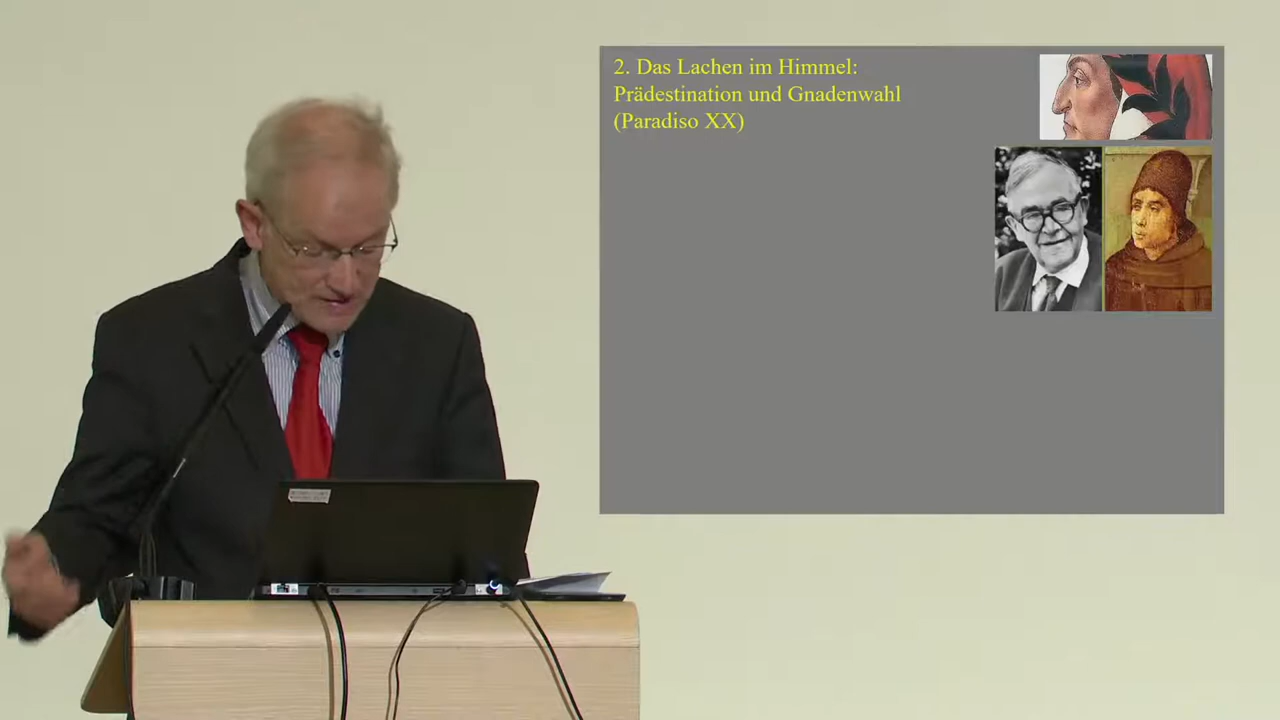 2. Das Lachen im Himmel:
Prädestination und Gnadenwahl
(Paradiso XX)